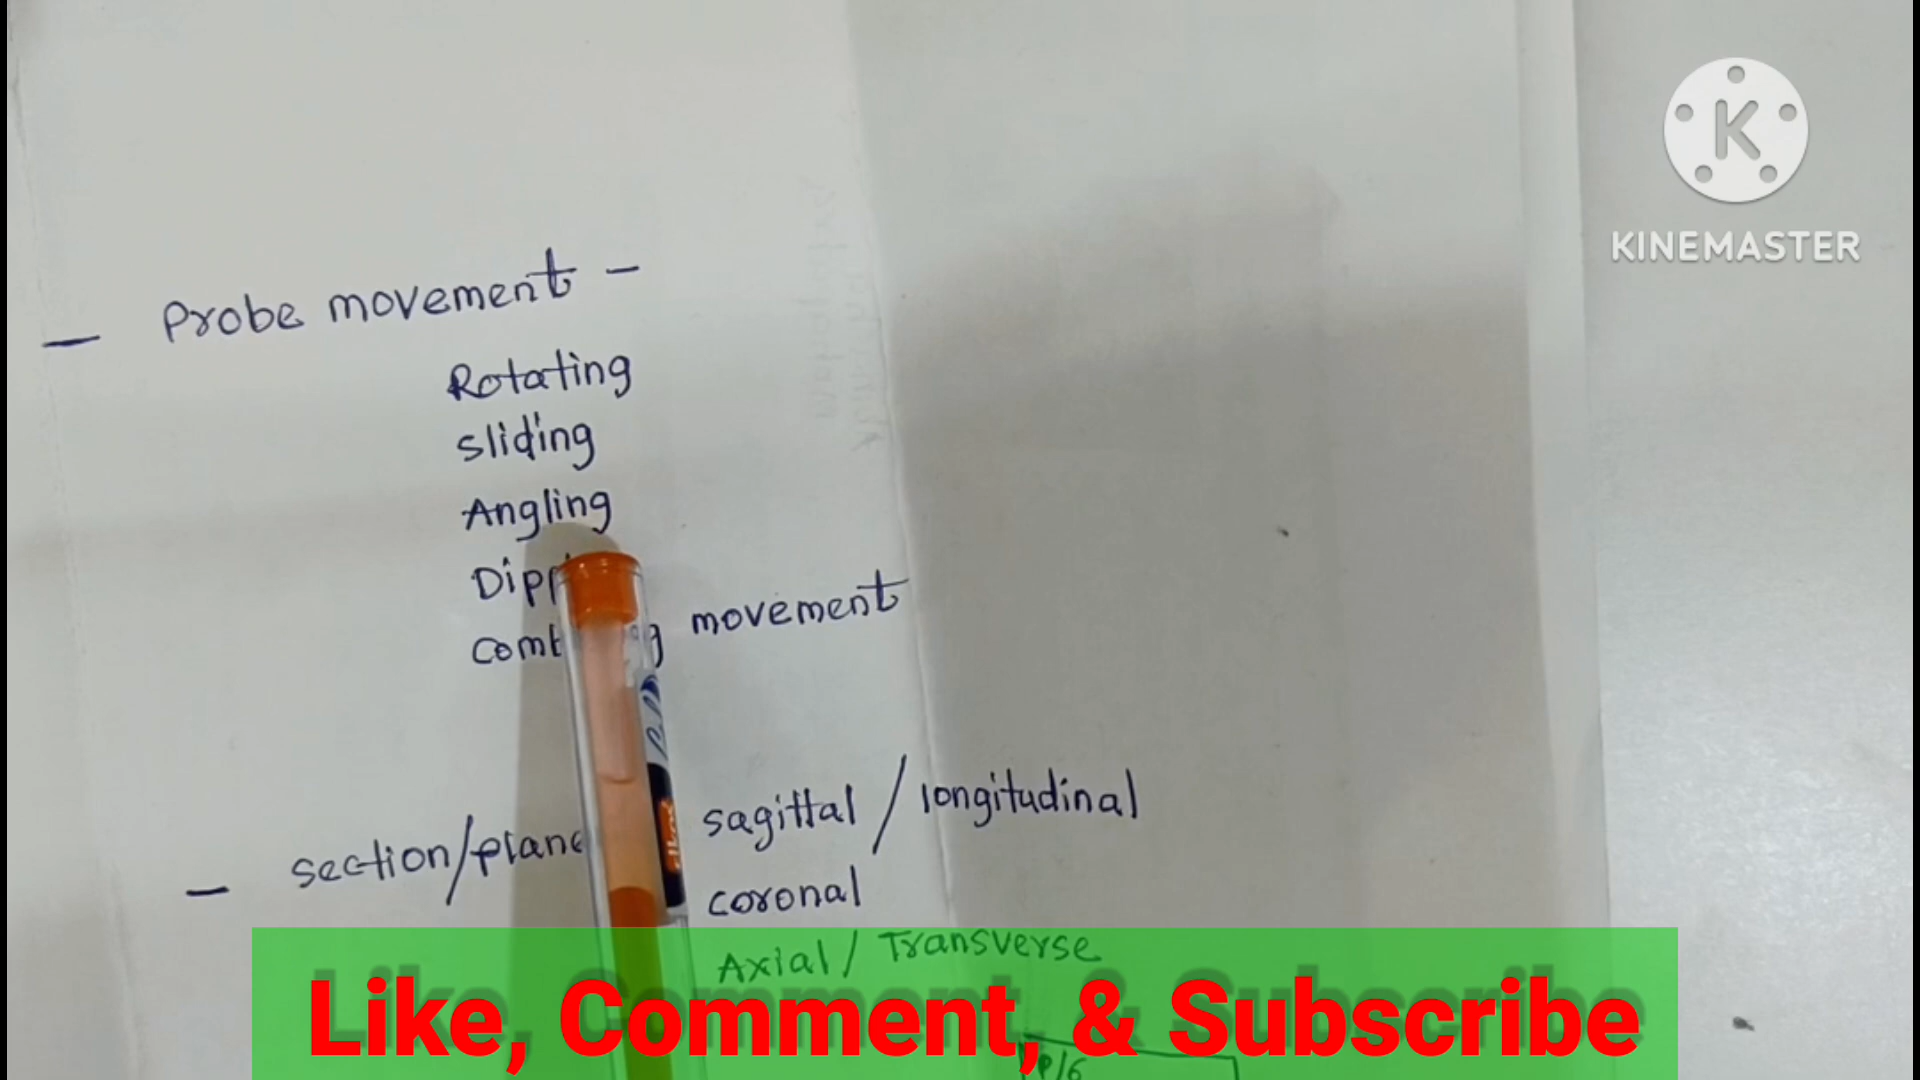 K
KINEMASTER
- Probe movement -
Rotating
sliding
Angling
movement
- section/plane
sagittal / longitudinal
coronal
Axial / Transverse
Like, Comment, & Subscribe
P/G